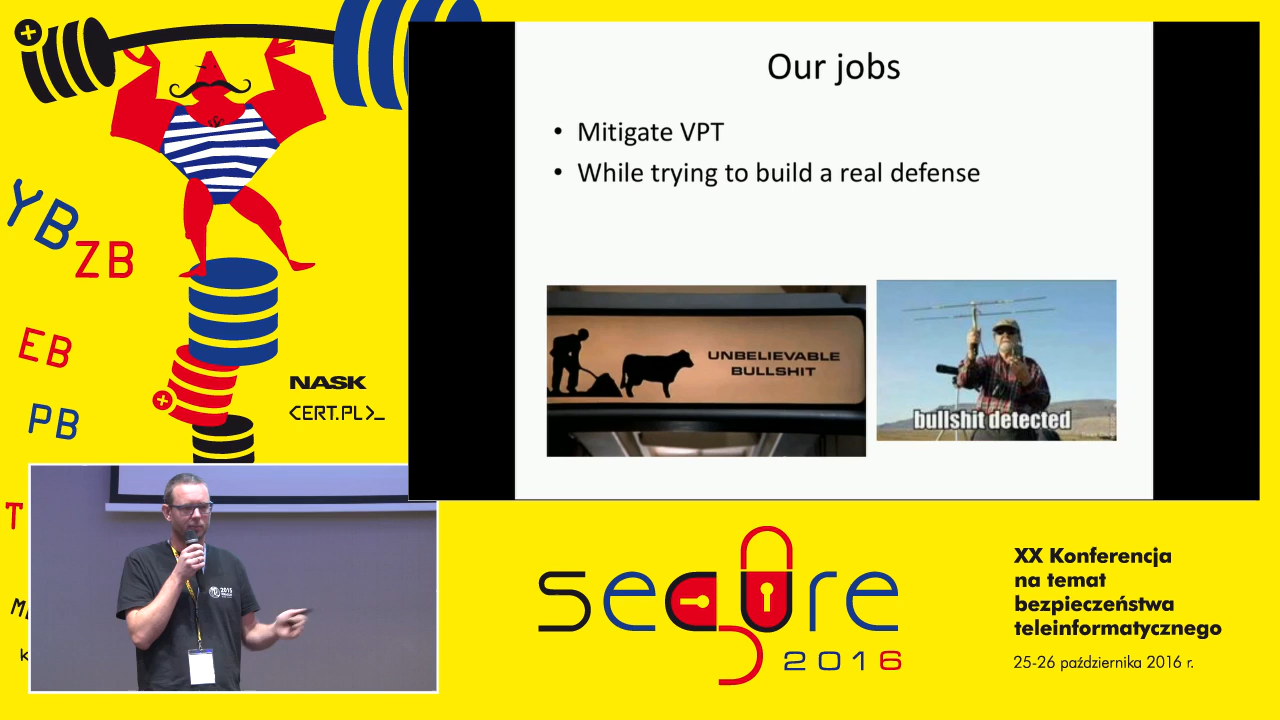 Our jobs
• Mitigate VPT
• While trying to build a real defense
UNBELIEVABLE
BULLSHIT
bullshit detected
YB
ZB
EB
PB
T
k
NASK
<CERT.PL>_
2015
secure
2016
XX Konferencja
na temat
bezpieczeństwa
teleinformatycznego
25-26 października 2016 r.